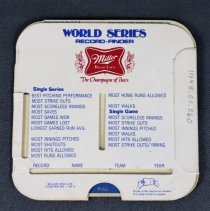 WORLD SERIES
RECORD-FINDER
Miller
HIGH LIFE
The Champagne of Beers
Single Series
BEST PITCHING PERFORMANCE
MOST STRIKE OUTS
MOST SCORELESS INNINGS
MOST SAVES
MOST GAMES WON
MOST GAMES LOST
LOWEST EARNED RUN AVE.
MOST INNINGS PITCHED
MOST SHUTOUTS
MOST HITS ALLOWED
MOST RUNS ALLOWED
MOST HOME RUNS ALLOWED
MOST WALKS
Single Game
MOST SCORELESS INNINGS
MOST STRIKE OUTS
MOST INNINGS PITCHED
MOST WALKS
MOST HITS ALLOWED
MOST STRIKE OUTS/INNING
RECORD
NAME
TEAM
YEAR
PULL